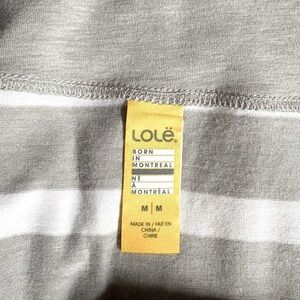 LOLË
BORN
IN
MONTREAL
NÉ
À
MONTRÉAL
M | M
MADE IN / FAIT EN
CHINA /
CHINE